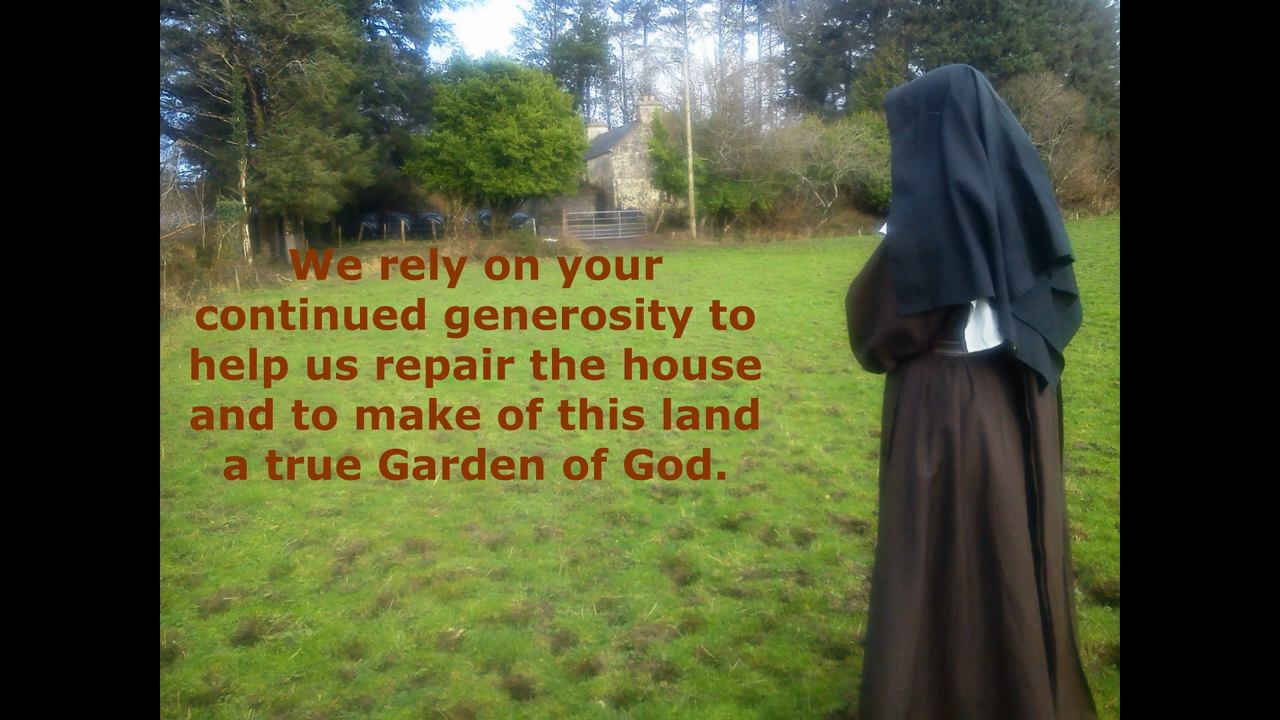 We rely on your
continued generosity to
help us repair the house
and to make of this land
a true Garden of God.